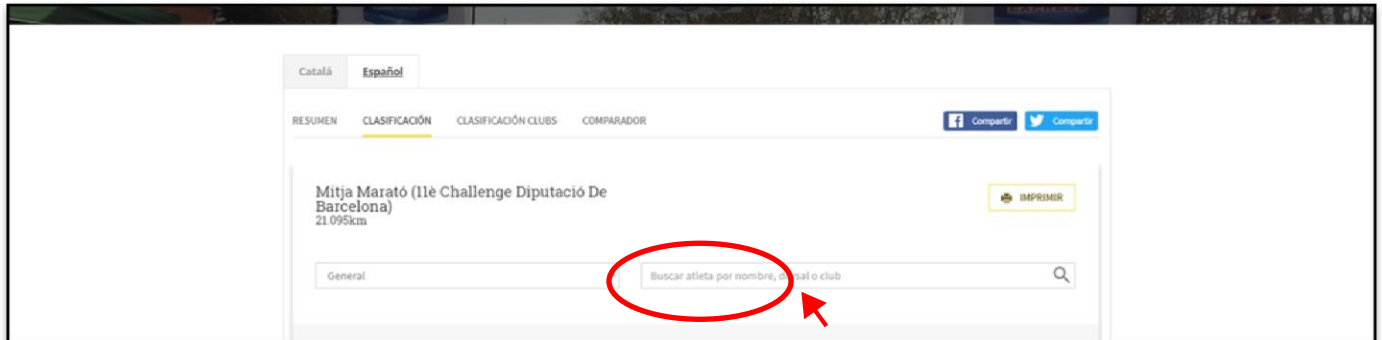 Català
Español
RESUMEN CLASIFICACIÓN CLASIFICACIÓN CLUBS COMPARADOR
Compartir Compartir
Mitja Marató (11è Challenge Diputació De
Barcelona)
21.095km
IMPRIMIR
General
Buscar atleta por nombre, dorsal o club